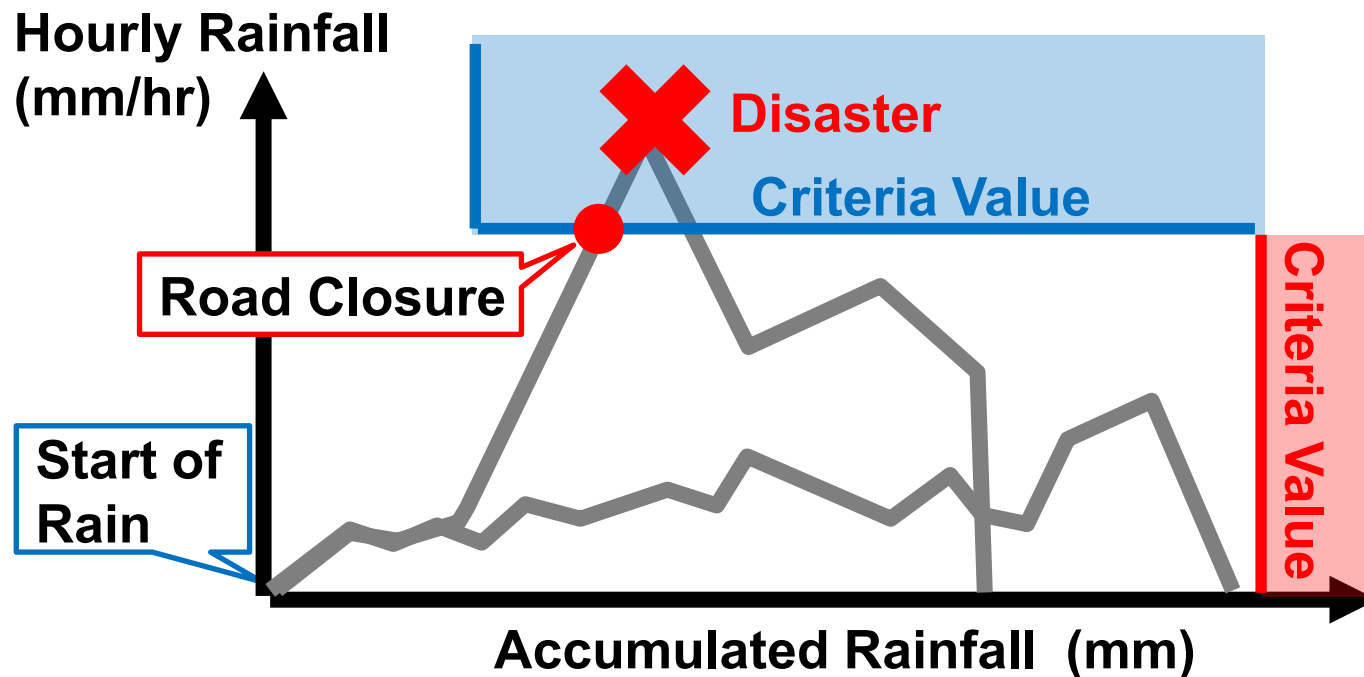 Hourly Rainfall
(mm/hr)
Disaster
Criteria Value
Road Closure
Criteria Value
Start of
Rain
Accumulated Rainfall (mm)